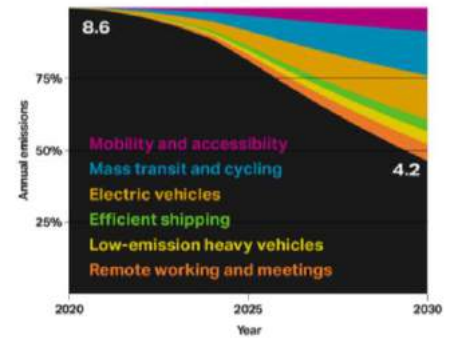 8.6
75%
50%
25%
Annual emissions
Mobility and accessibiity
Mass transit and cycling
Electric vehicles
Efficient shipping
Low-emission heavy vehicles
Remote working and meetings
4.2
2020
2025
2030
Year